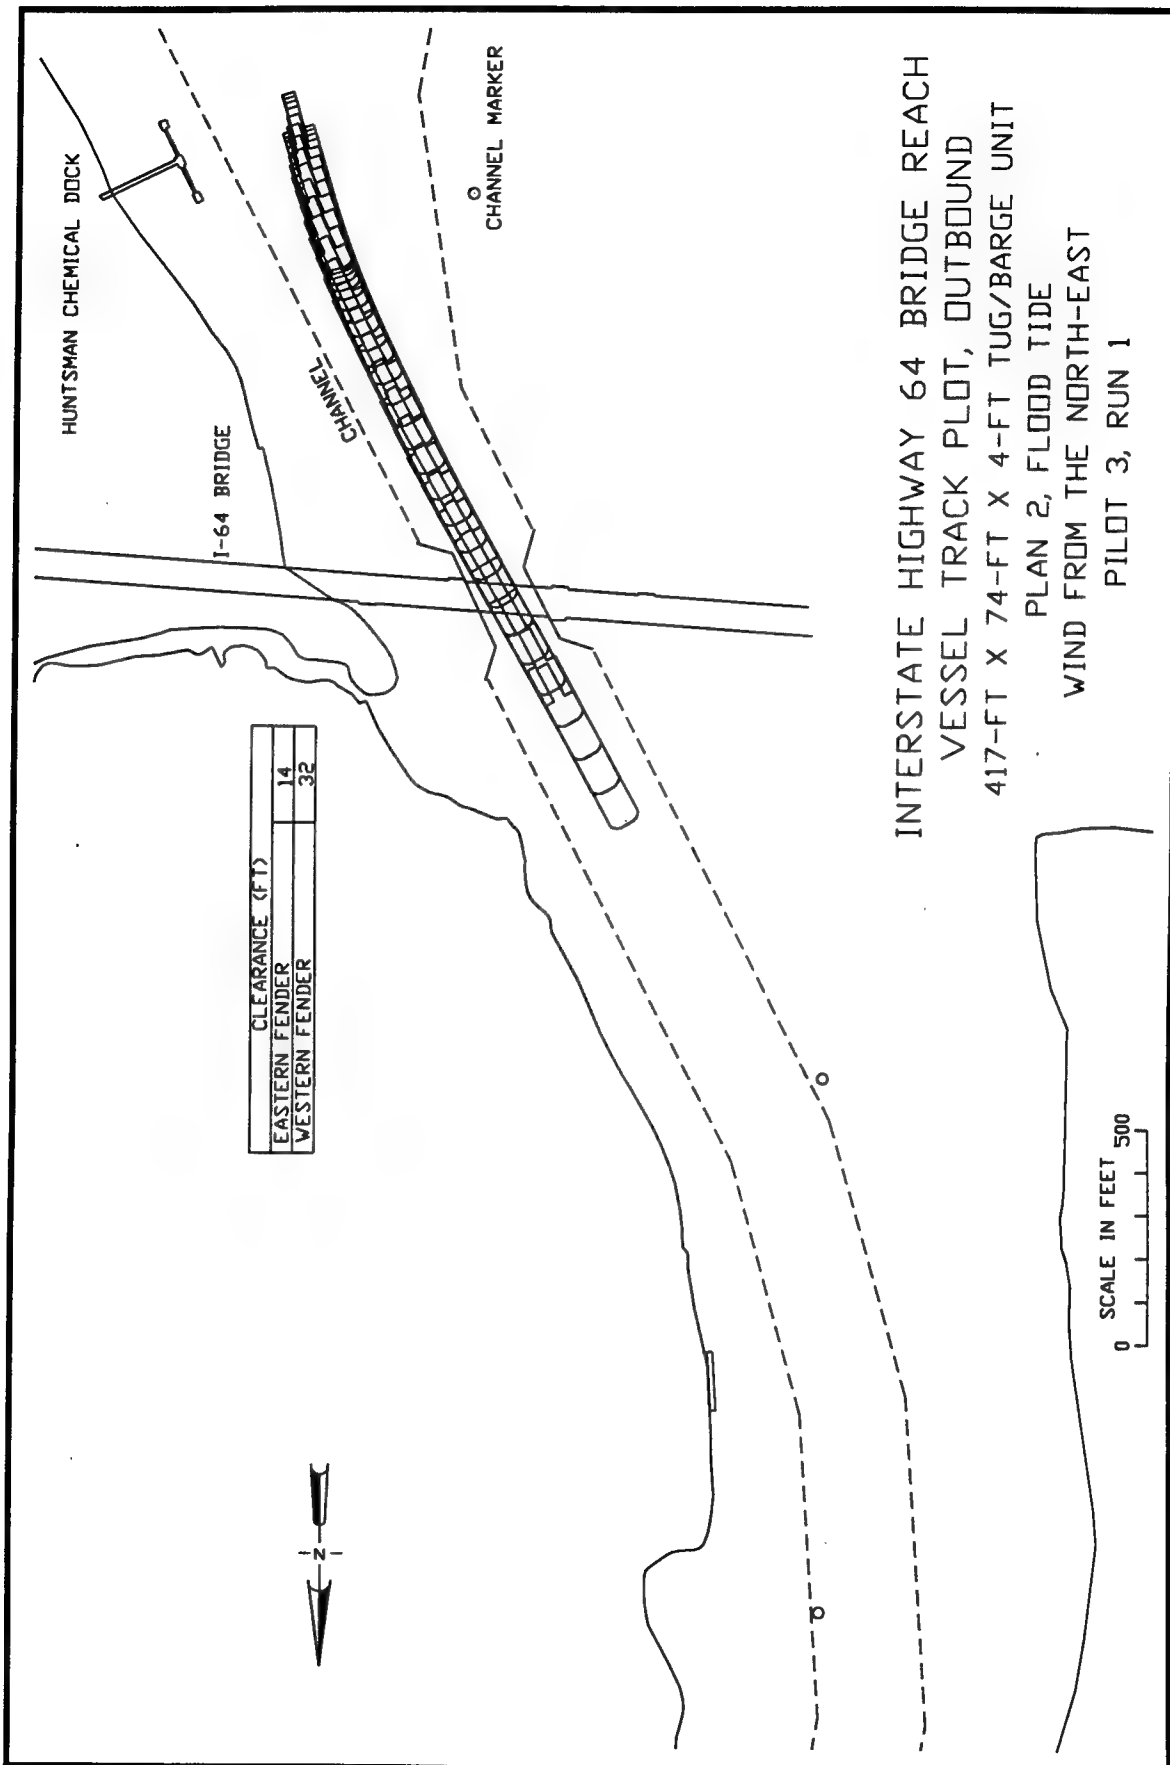 HUNTSMAN CHEMICAL DOCK
I-64 BRIDGE
CHANNEL
CHANNEL MARKER
CLEARANCE (FT)
EASTERN FENDER 14
WESTERN FENDER 32
N
INTERSTATE HIGHWAY 64 BRIDGE REACH
VESSEL TRACK PLOT, OUTBOUND
417-FT X 74-FT X 4-FT TUG/BARGE UNIT
PLAN 2, FLOOD TIDE
WIND FROM THE NORTH-EAST
PILOT 3, RUN 1
SCALE IN FEET
0 500